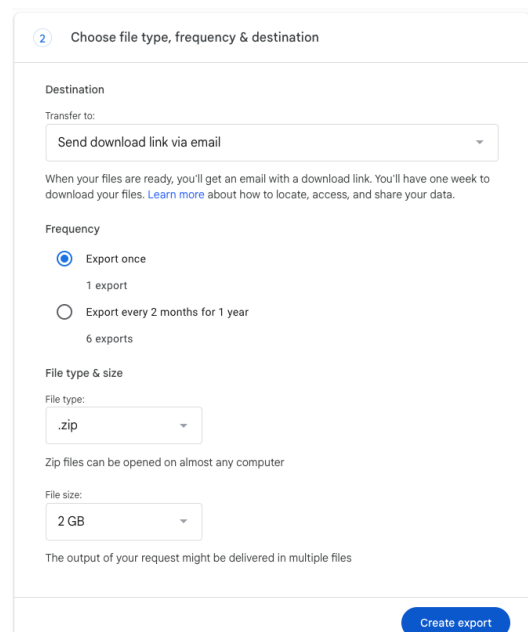 2 Choose file type, frequency & destination
Destination
Transfer to:
Send download link via email
When your files are ready, you'll get an email with a download link. You'll have one week to
download your files. Learn more about how to locate, access, and share your data.
Frequency
Export once
1 export
Export every 2 months for 1 year
6 exports
File type & size
File type:
.zip
Zip files can be opened on almost any computer
File size:
2 GB
The output of your request might be delivered in multiple files
Create export